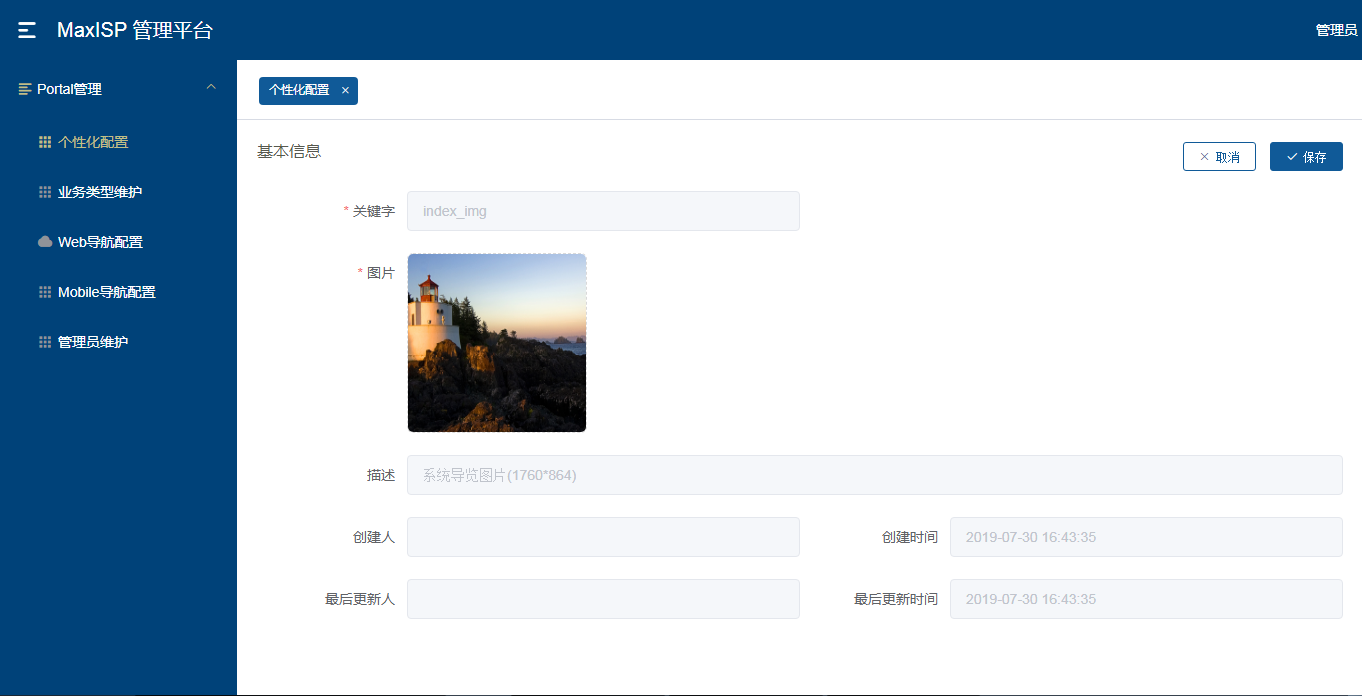 MaxISP 管理平台
管理员
Portal管理
个性化配置
业务类型维护
Web导航配置
Mobile导航配置
管理员维护
个性化配置 ×
基本信息
× 取消
✓ 保存
* 关键字 index_img
* 图片
描述 系统导览图片(1760*864)
创建人
创建时间 2019-07-30 16:43:35
最后更新人
最后更新时间 2019-07-30 16:43:35